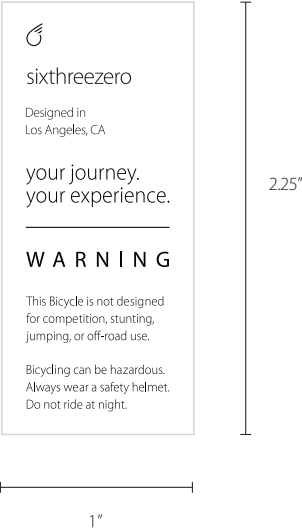 sixthreezero
Designed in
Los Angeles, CA
your journey.
your experience.
WARNING
This Bicycle is not designed
for competition, stunting,
jumping, or off-road use.
Bicycling can be hazardous.
Always wear a safety helmet.
Do not ride at night.
2.25"
1"